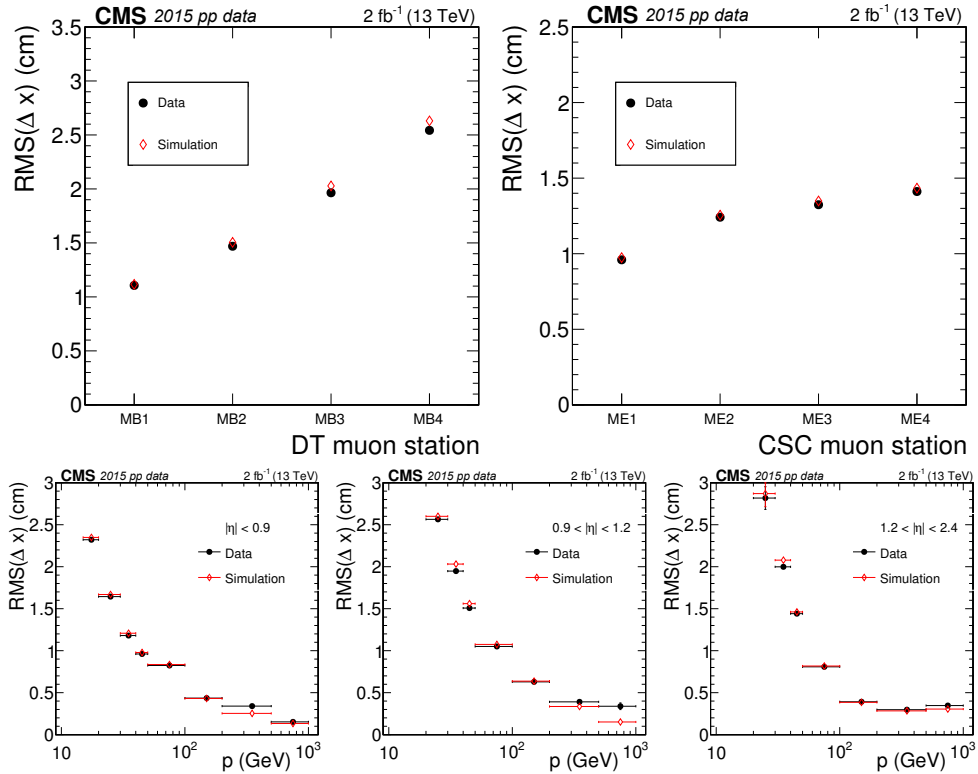 CMS 2015 pp data 2 fb-1 (13 TeV)
RMS(Δ x) (cm)
3.5
3
2.5
2
1.5
1
0.5
0
Data
Simulation
MB1 MB2 MB3 MB4
DT muon station
CMS 2015 pp data 2 fb-1 (13 TeV)
RMS(Δ x) (cm)
2.5
2
1.5
1
0.5
0
Data
Simulation
ME1 ME2 ME3 ME4
CSC muon station
CMS 2015 pp data 2 fb-1 (13 TeV)
RMS(Δ x) (cm)
3
2.5
2
1.5
1
0.5
0
|η| < 0.9
Data
Simulation
10 10² 10³
p (GeV)
CMS 2015 pp data 2 fb-1 (13 TeV)
RMS(Δ x) (cm)
3
2.5
2
1.5
1
0.5
0
0.9 < |η| < 1.2
Data
Simulation
10 10² 10³
p (GeV)
CMS 2015 pp data 2 fb-1 (13 TeV)
RMS(Δ x) (cm)
3
2.5
2
1.5
1
0.5
0
1.2 < |η| < 2.4
Data
Simulation
10 10² 10³
p (GeV)